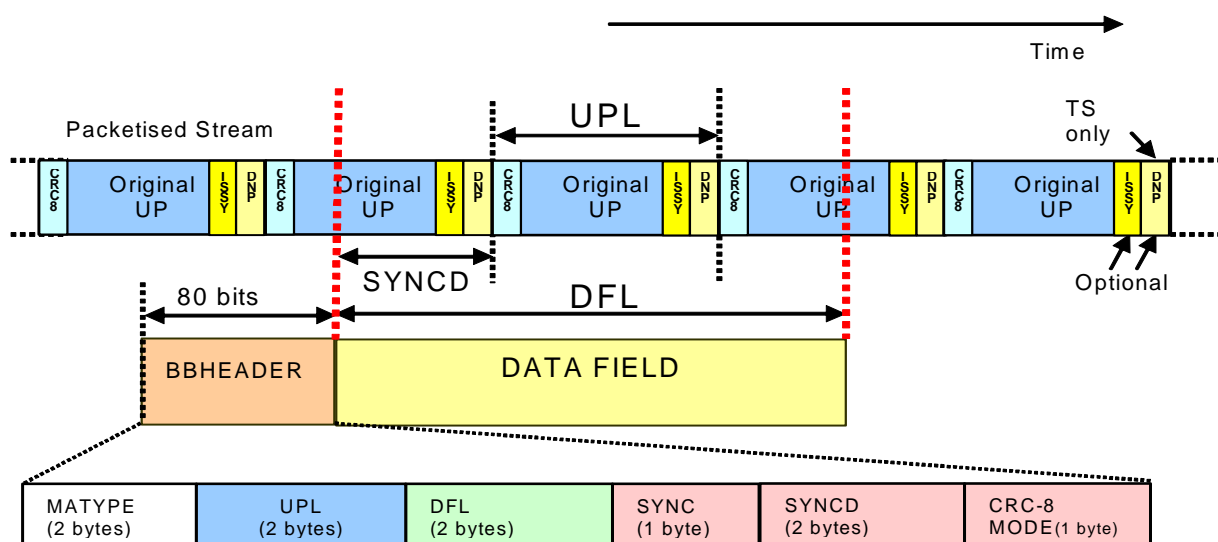 Time
UPL
TS
only
Packetised Stream
CRC8
Original
UP
ISSY
DNP
CRC8
Original
UP
ISSY
DNP
CRC8
Original
UP
ISSY
DNP
CRC8
Original
UP
ISSY
DNP
CRC8
Original
UP
ISSY
DNP
SYNCD
Optional
80 bits
DFL
BBHEADER
DATA FIELD
MATYPE
(2 bytes)
UPL
(2 bytes)
DFL
(2 bytes)
SYNC
(1 byte)
SYNCD
(2 bytes)
CRC-8
MODE(1 byte)